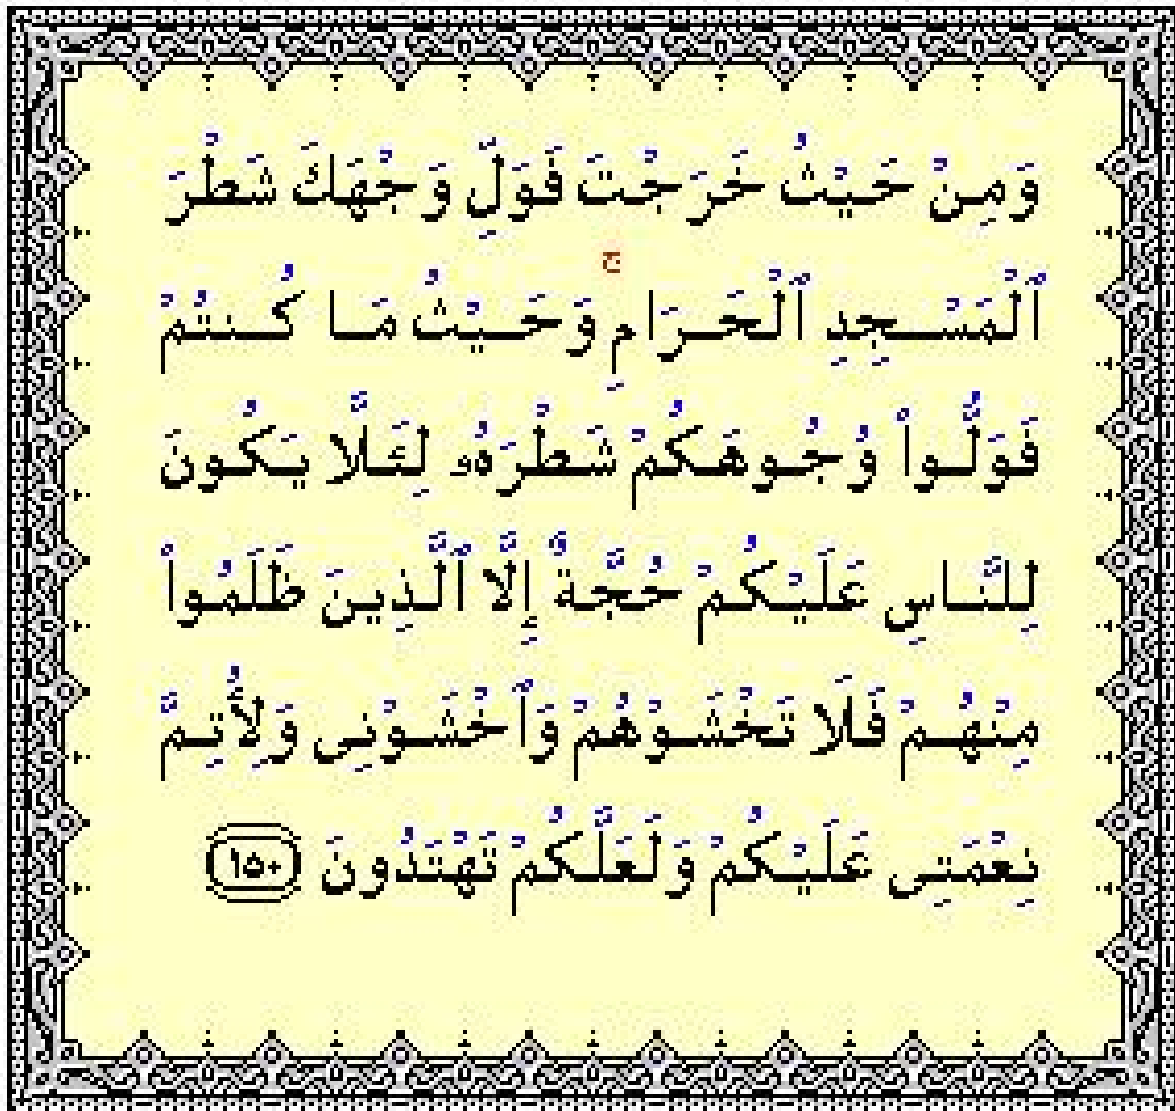 وَمِنْ حَيْثُ خَرَجْتَ فَوَلِّ وَجْهَكَ شَطْرَ
ٱلْمَسْجِدِ ٱلْحَرَامِ ۚ وَحَيْثُ مَا كُنتُمْ
فَوَلُّوا۟ وُجُوهَكُمْ شَطْرَهُۥ لِئَلَّا يَكُونَ
لِلنَّاسِ عَلَيْكُمْ حُجَّةٌ إِلَّا ٱلَّذِينَ ظَلَمُوا۟
مِنْهُمْ فَلَا تَخْشَوْهُمْ وَٱخْشَوْنِى وَلِأُتِمَّ
نِعْمَتِى عَلَيْكُمْ وَلَعَلَّكُمْ تَهْتَدُونَ ١٥٠